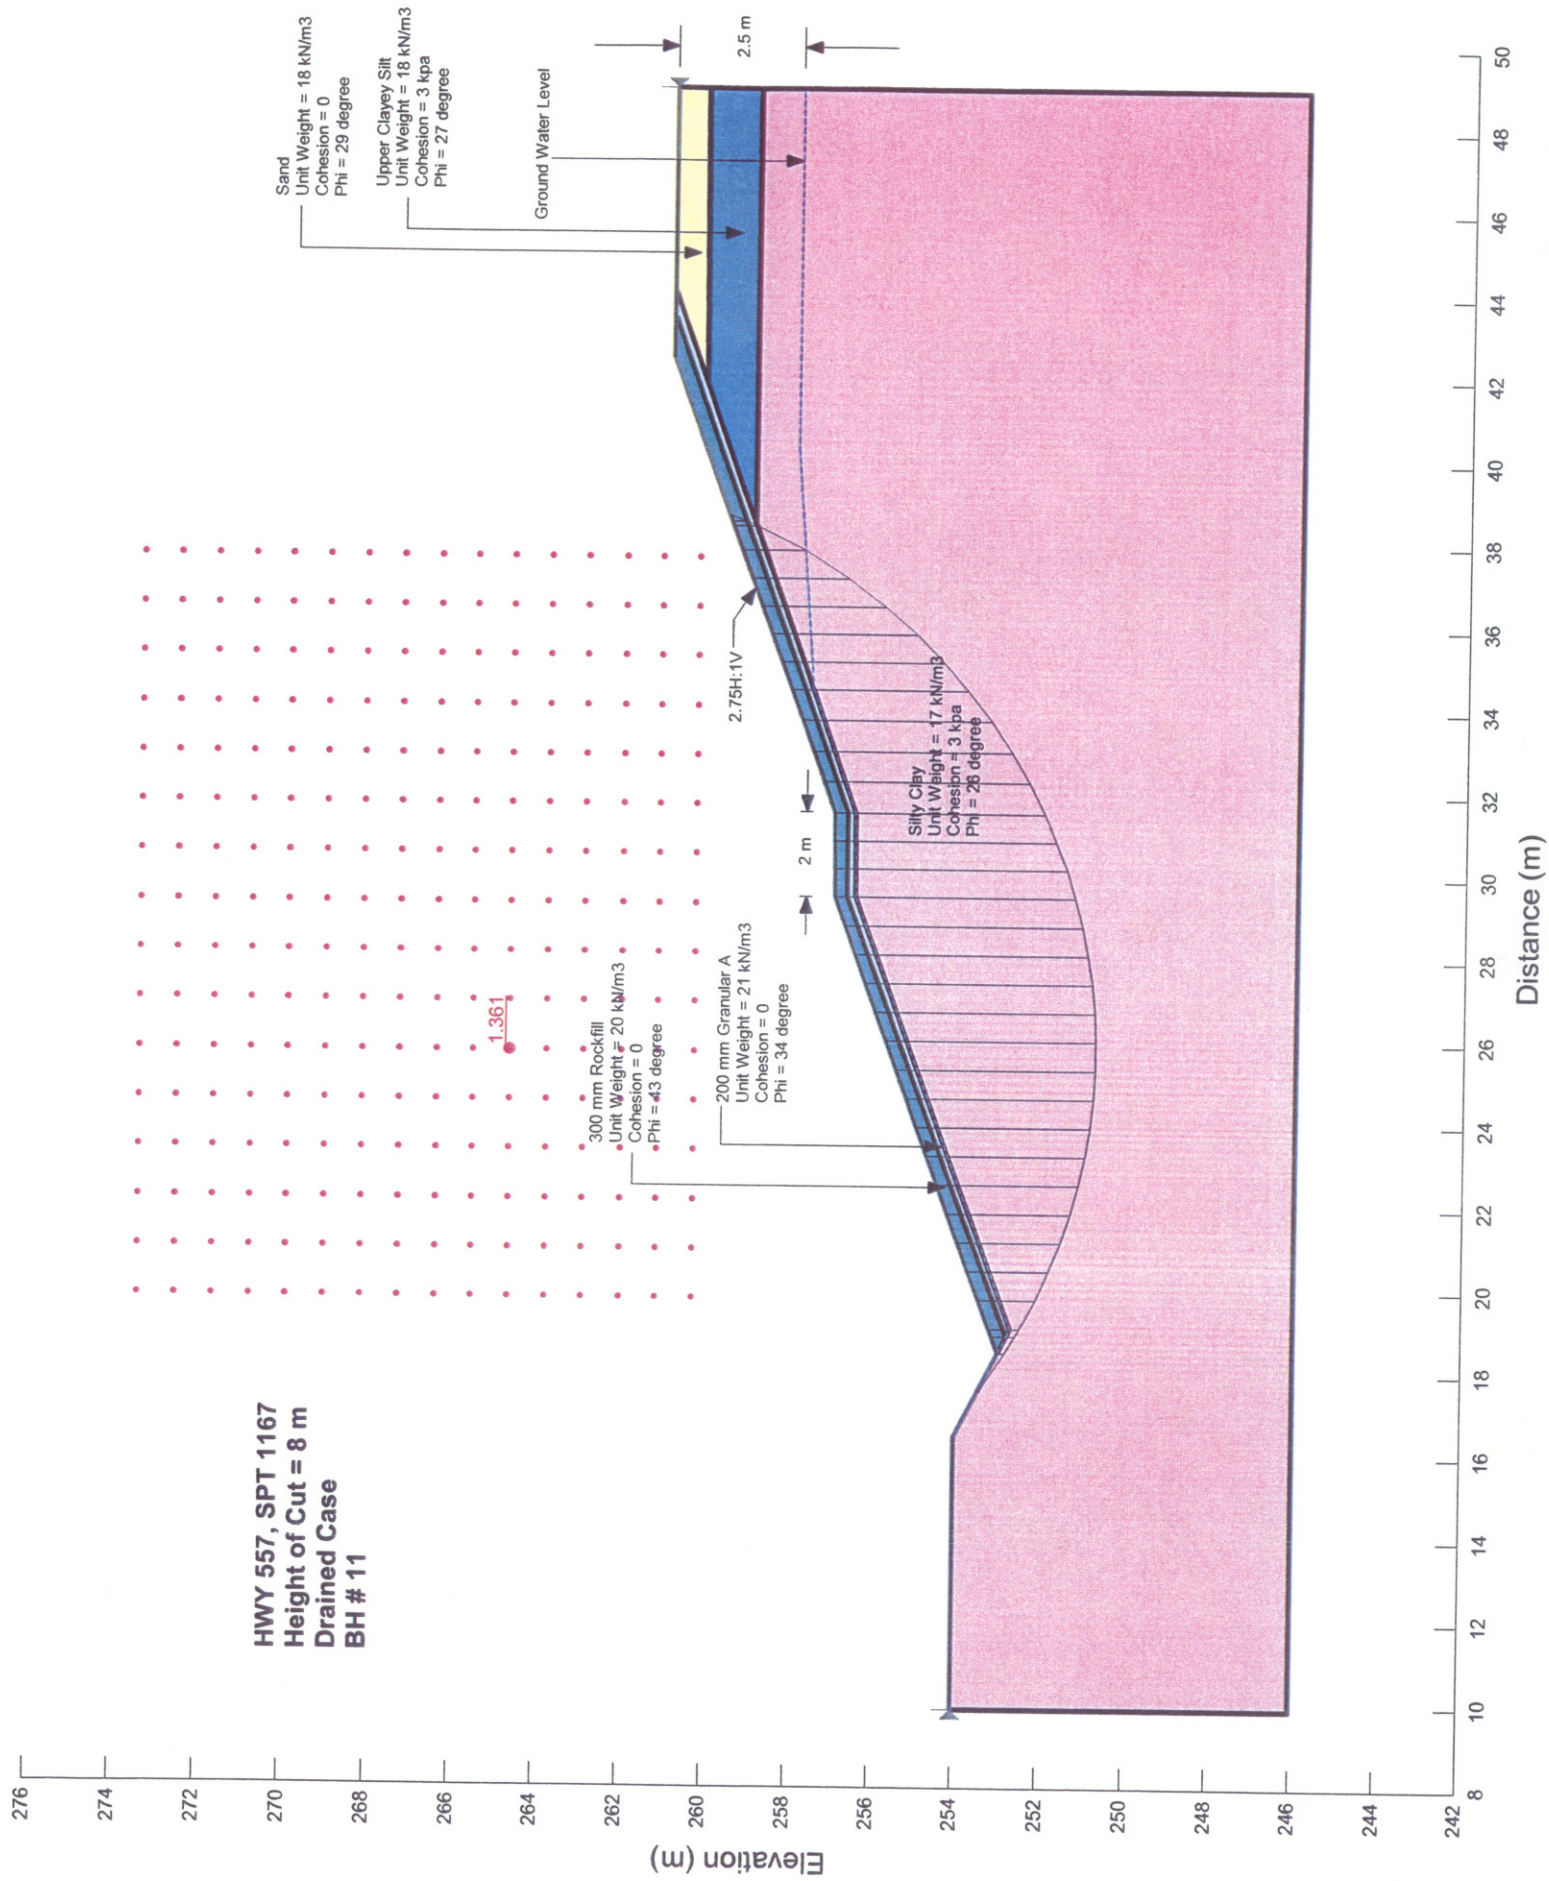 HWY 557, SPT 1167
Height of Cut = 8 m
Drained Case
BH # 11
Sand
Unit Weight = 18 kN/m3
Cohesion = 0
Phi = 29 degree
Upper Clayey Silt
Unit Weight = 18 kN/m3
Cohesion = 3 kpa
Phi = 27 degree
Ground Water Level
2.5 m
1.361
300 mm Rockfill
Unit Weight = 20 kN/m3
Cohesion = 0
Phi = 43 degree
200 mm Granular A
Unit Weight = 21 kN/m3
Cohesion = 0
Phi = 34 degree
2.75H:1V
2 m
Silty Clay
Unit Weight = 17 kN/m3
Cohesion = 3 kpa
Phi = 26 degree
Elevation (m)
276
274
272
270
268
266
264
262
260
258
256
254
252
250
248
246
244
242
8
10
12
14
16
18
20
22
24
26
28
30
32
34
36
38
40
42
44
46
48
50
Distance (m)